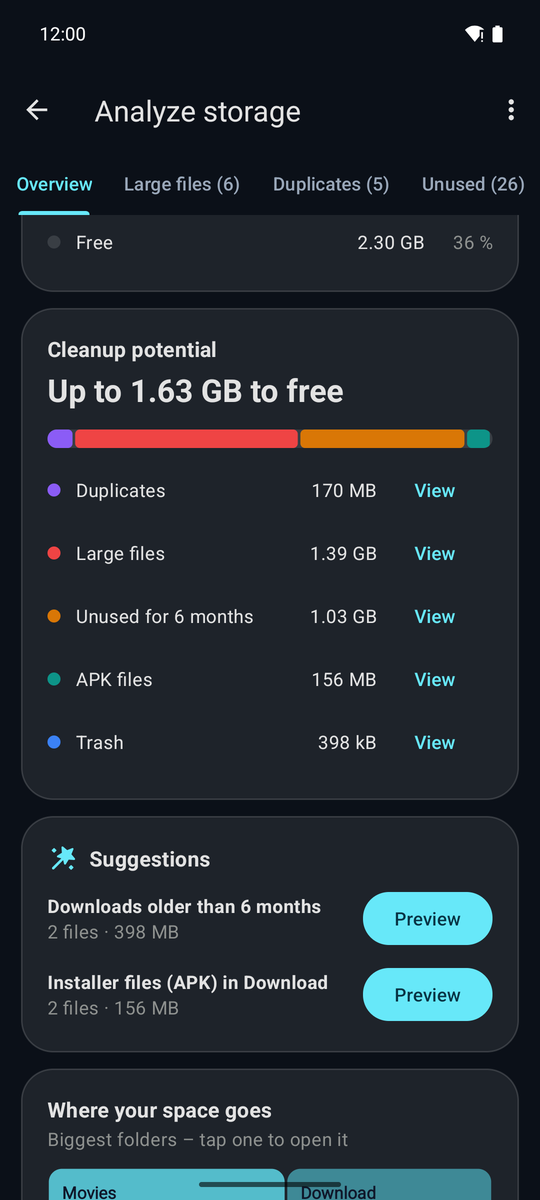 12:00
Analyze storage
Overview Large files (6) Duplicates (5) Unused (26)
Free 2.30 GB 36 %
Cleanup potential
Up to 1.63 GB to free
Duplicates 170 MB View
Large files 1.39 GB View
Unused for 6 months 1.03 GB View
APK files 156 MB View
Trash 398 kB View
Suggestions
Downloads older than 6 months
2 files · 398 MB
Preview
Installer files (APK) in Download
2 files · 156 MB
Preview
Where your space goes
Biggest folders – tap one to open it
Movies Download